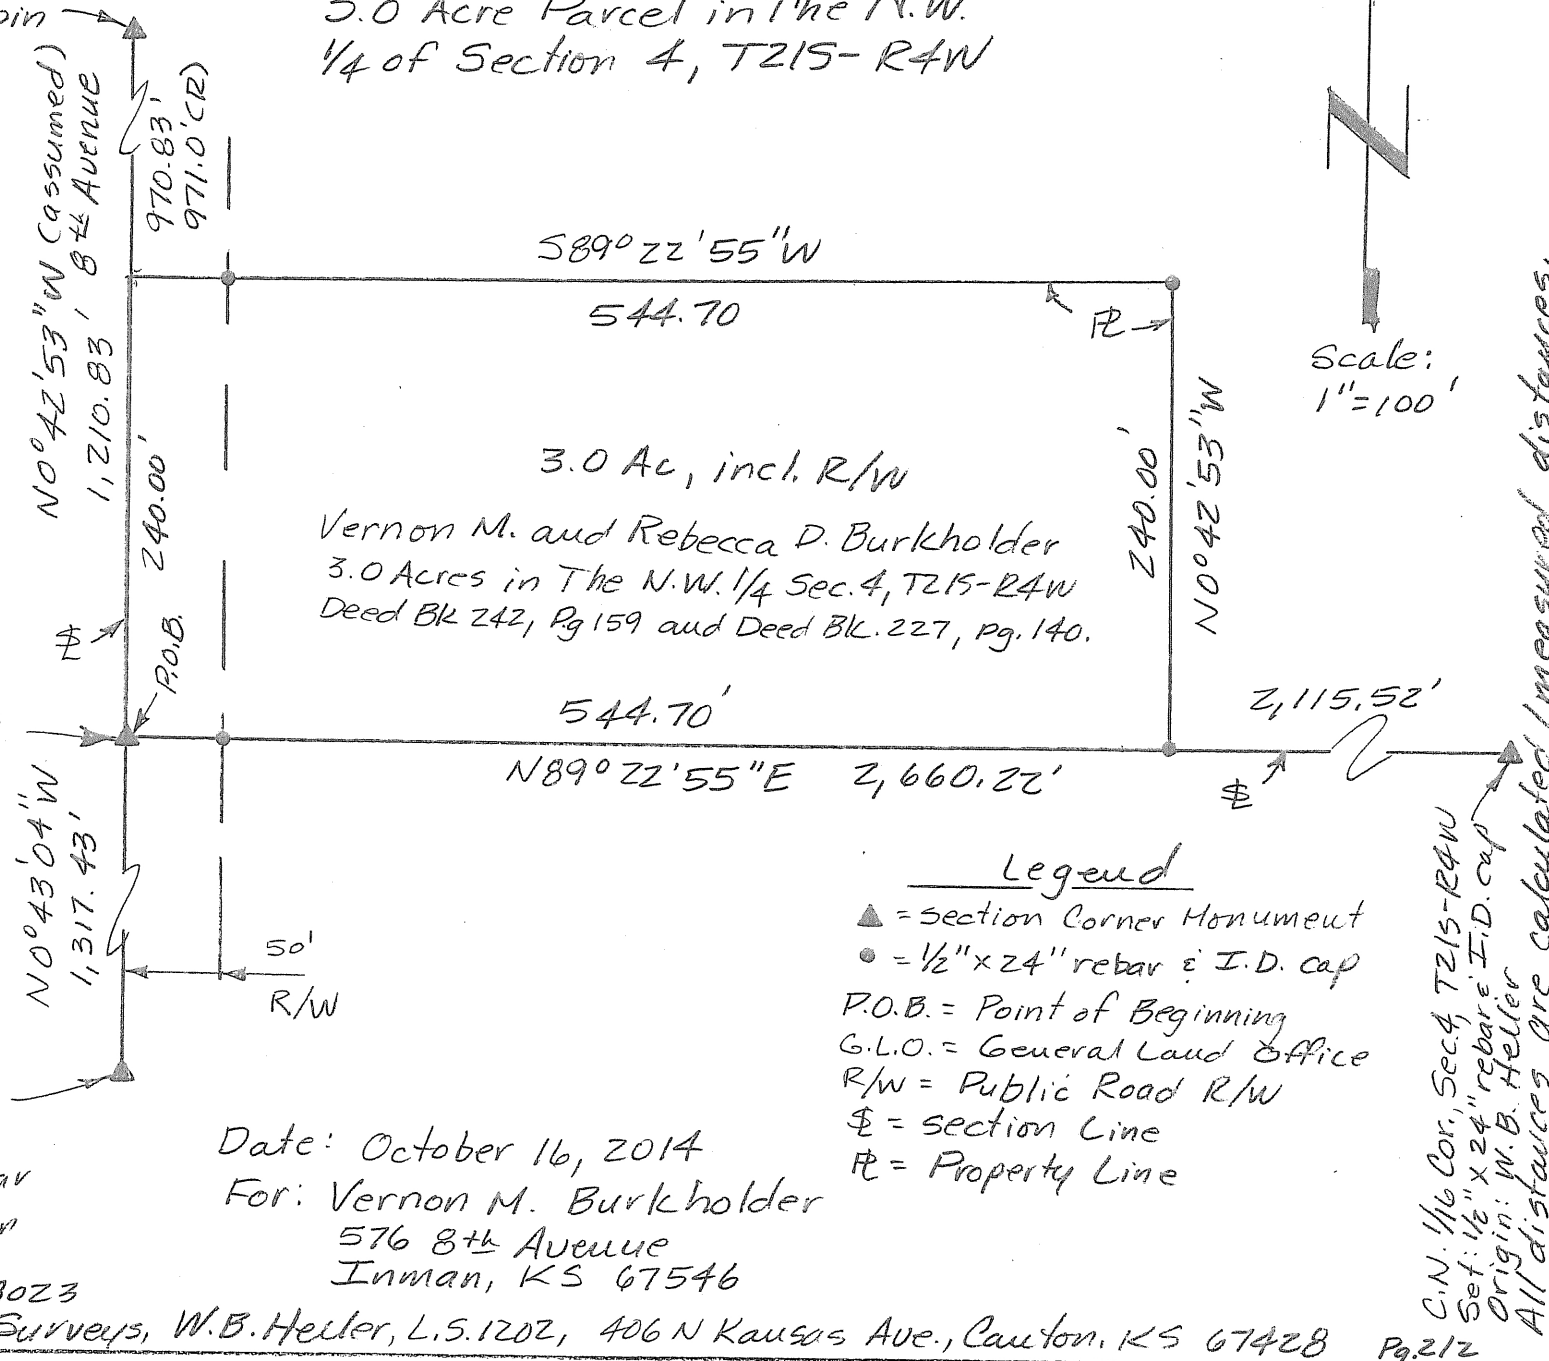 pin
3.0 Acre Parcel in The N.W.
1/4 of Section 4, T21S-R4W
N0°42'53"W (assumed)
1,210.83' 8th Avenue
970.83'
971.0'(R)
S89°22'55"W
544.70
PL
Scale:
1"=100'
240.00'
3.0 Ac, incl. R/W
Vernon M. and Rebecca D. Burkholder
3.0 Acres in The N.W. 1/4 Sec. 4, T21S-R4W
Deed Bk 242, Pg 159 and Deed Bk. 227, pg. 140.
240.00'
N0°42'53"W
SL
P.O.B.
544.70'
2,115.52'
N89°22'55"E 2,660.22'
SL
N0°43'04"W
1,317.43'
50'
R/W
Legend
▲ = Section Corner Monument
● = 1/2" x 24" rebar & I.D. cap
P.O.B. = Point of Beginning
G.L.O. = General Land Office
R/W = Public Road R/W
SL = Section Line
PL = Property Line
C.N. 1/16 Cor., Sec. 4, T21S-R4W
Set: 1/2" x 24" rebar & I.D. cap
Origin: W.B. Heller
All distances are calculated/measured distances.
Date: October 16, 2014
For: Vernon M. Burkholder
576 8th Avenue
Inman, KS 67546
3023
Surveys, W.B. Heller, L.S. 1202, 406 N Kansas Ave., Canton, KS 67428 Pg. 2/2